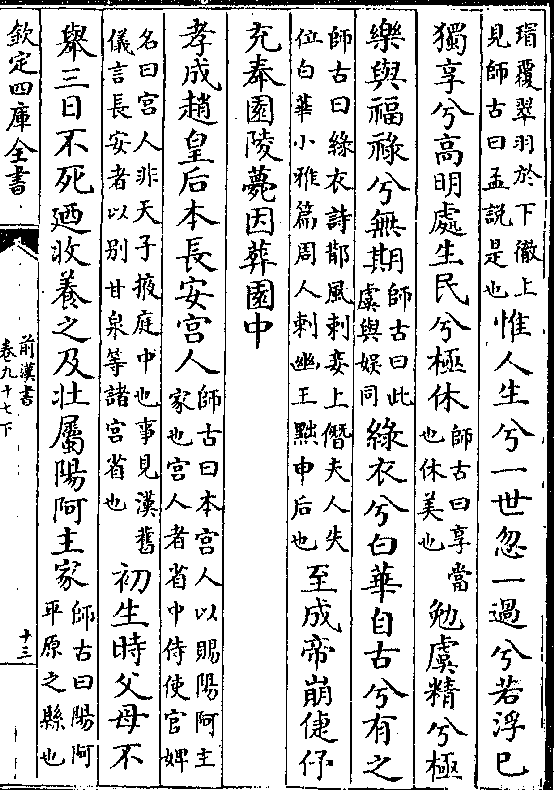 瑁覆翠羽於下徹上
見師古曰孟説是也
惟人生兮一世忽一過兮若浮已
獨享兮高明處生民兮極休
師古曰享當
也休美也
勉虞精兮極
樂與福祿兮無期
師古曰此
虞與娱同
綠衣兮白華自古兮有之
師古曰綠衣詩邶風刺妾上僭夫人失
位白華小雅篇周人刺幽王黜申后也
至成帝崩倢伃
充奉園陵薨因葬園中
孝成趙皇后本長安宫人
師古曰本宫人以賜陽阿主
家也宫人者省中侍使官婢
名曰宫人非天子掖庭中也事見漢舊
儀言長安者以别甘泉等諸宫省也
初生時父母不
舉三日不死廼收養之及壯屬陽阿主家
師古曰陽阿
平原之縣也
欽定四庫全書
前漢書
卷九十七下
十三